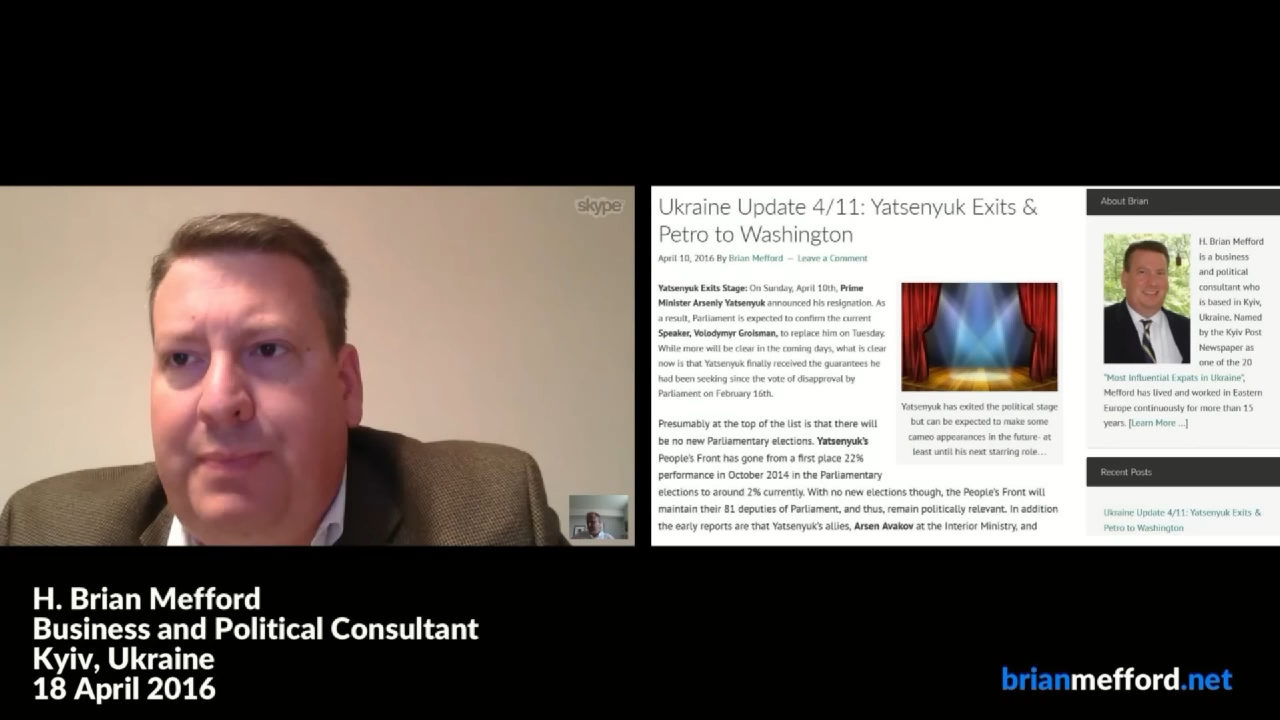 skype
Ukraine Update 4/11: Yatsenyuk Exits &
Petro to Washington
April 10, 2016 By Brian Mefford — Leave a Comment
Yatsenyuk Exits Stage: On Sunday, April 10th, Prime
Minister Arseniy Yatsenyuk announced his resignation. As
a result, Parliament is expected to confirm the current
Speaker, Volodymyr Groisman, to replace him on Tuesday.
While more will be clear in the coming days, what is clear
now is that Yatsenyuk finally received the guarantees he
had been seeking since the vote of disapproval by
Parliament on February 16th.
Yatsenyuk has exited the political stage
but can be expected to make some
cameo appearances in the future- at
least until his next starring role...
Presumably at the top of the list is that there will
be no new Parliamentary elections. Yatsenyuk's
People's Front has gone from a first place 22%
performance in October 2014 in the Parliamentary
elections to around 2% currently. With no new elections though, the People's Front will
maintain their 81 deputies of Parliament, and thus, remain politically relevant. In addition
the early reports are that Yatsenyuk's allies, Arsen Avakov at the Interior Ministry, and
About Brian
H. Brian Mefford
is a business
and political
consultant who
is based in Kyiv,
Ukraine. Named
by the Kyiv Post
Newspaper as
one of the 20
"Most Influential Expats in Ukraine",
Mefford has lived and worked in Eastern
Europe continuously for more than 15
years. [Learn More ...]
Recent Posts
Ukraine Update 4/11: Yatsenyuk Exits &
Petro to Washington
H. Brian Mefford
Business and Political Consultant
Kyiv, Ukraine
18 April 2016
brianmefford.net